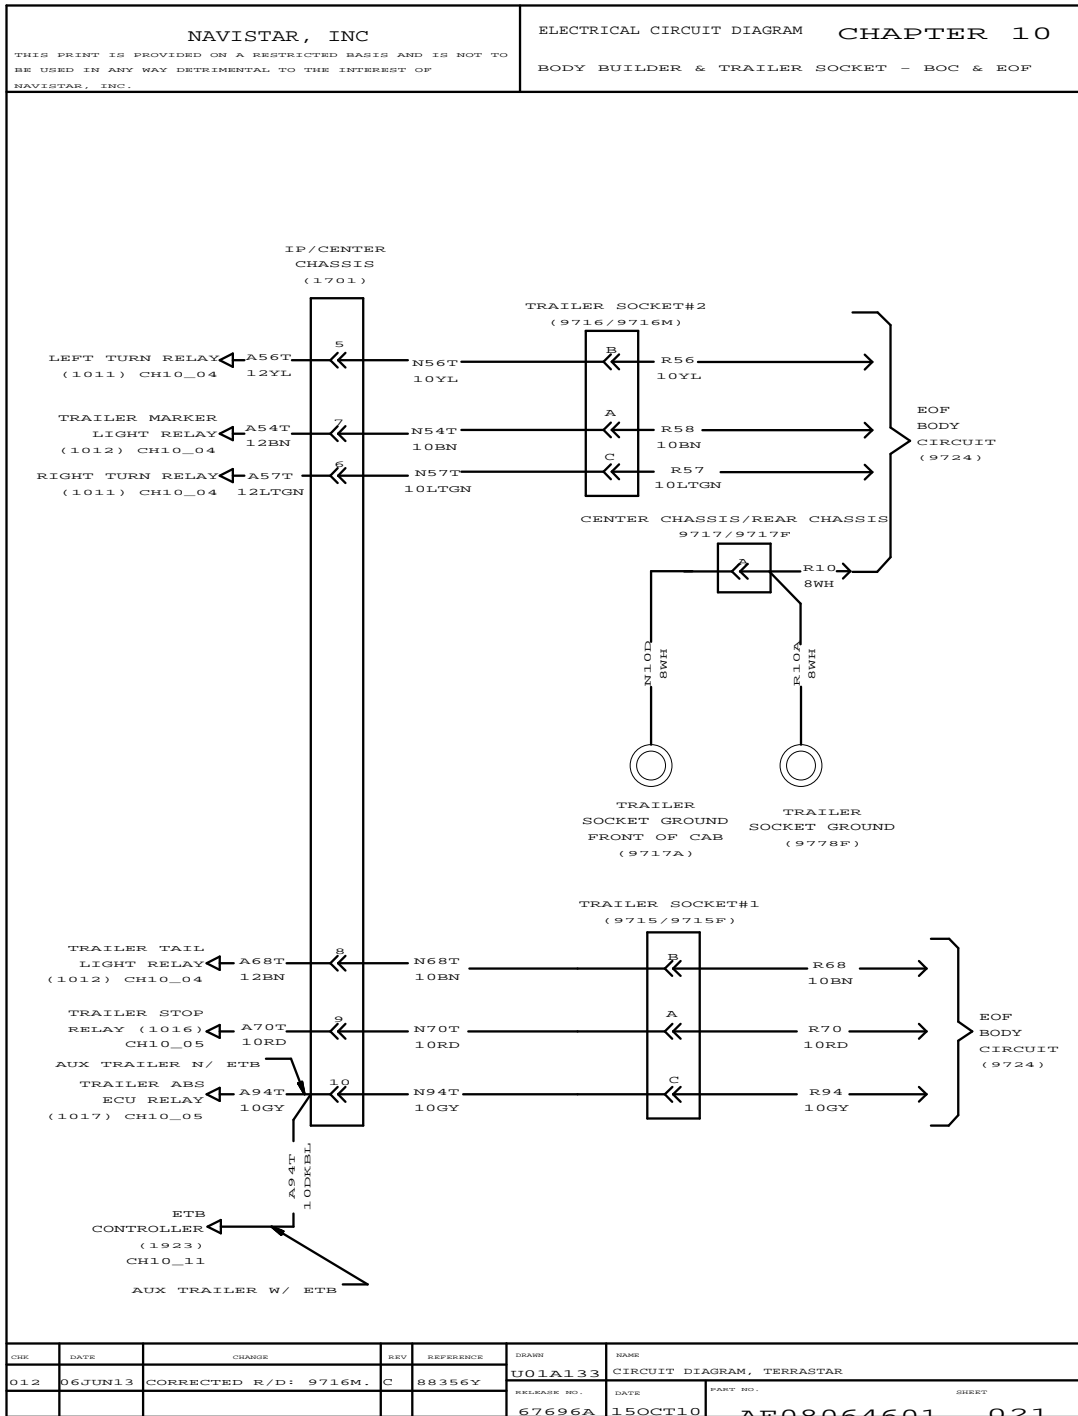 NAVISTAR, INC
THIS PRINT IS PROVIDED ON A RESTRICTED BASIS AND IS NOT TO
BE USED IN ANY WAY DETRIMENTAL TO THE INTEREST OF
NAVISTAR, INC.
ELECTRICAL CIRCUIT DIAGRAM CHAPTER 10
BODY BUILDER & TRAILER SOCKET - BOC & EOF
IP/CENTER
CHASSIS
(1701)
TRAILER SOCKET#2
(9716/9716M)
LEFT TURN RELAY
(1011) CH10_04
A56T
12YL
5
N56T
10YL
B
R56
10YL
TRAILER MARKER
LIGHT RELAY
(1012) CH10_04
A54T
12BN
7
N54T
10BN
A
R58
10BN
RIGHT TURN RELAY
(1011) CH10_04
A57T
12LTGN
6
N57T
10LTGN
C
R57
10LTGN
EOF
BODY
CIRCUIT
(9724)
CENTER CHASSIS/REAR CHASSIS
9717/9717F
A
R10
8WH
N10D
8WH
R10A
8WH
TRAILER
SOCKET GROUND
FRONT OF CAB
(9717A)
TRAILER
SOCKET GROUND
(9778F)
TRAILER SOCKET#1
(9715/9715F)
TRAILER TAIL
LIGHT RELAY
(1012) CH10_04
A68T
12BN
8
N68T
10BN
B
R68
10BN
TRAILER STOP
RELAY (1016)
CH10_05
A70T
10RD
9
N70T
10RD
A
R70
10RD
AUX TRAILER N/ ETB
TRAILER ABS
ECU RELAY
(1017) CH10_05
A94T
10GY
10
N94T
10GY
C
R94
10GY
EOF
BODY
CIRCUIT
(9724)
A94T
10DKBL
ETB
CONTROLLER
(1923)
CH10_11
AUX TRAILER W/ ETB
CHK DATE CHANGE REV REFERENCE
012 06JUN13 CORRECTED R/D: 9716M. C 88356Y
DRAWN
U01A133
NAME
CIRCUIT DIAGRAM, TERRASTAR
RELEASE NO.
67696A
DATE
15OCT10
PART NO. SHEET
AF08064601 021